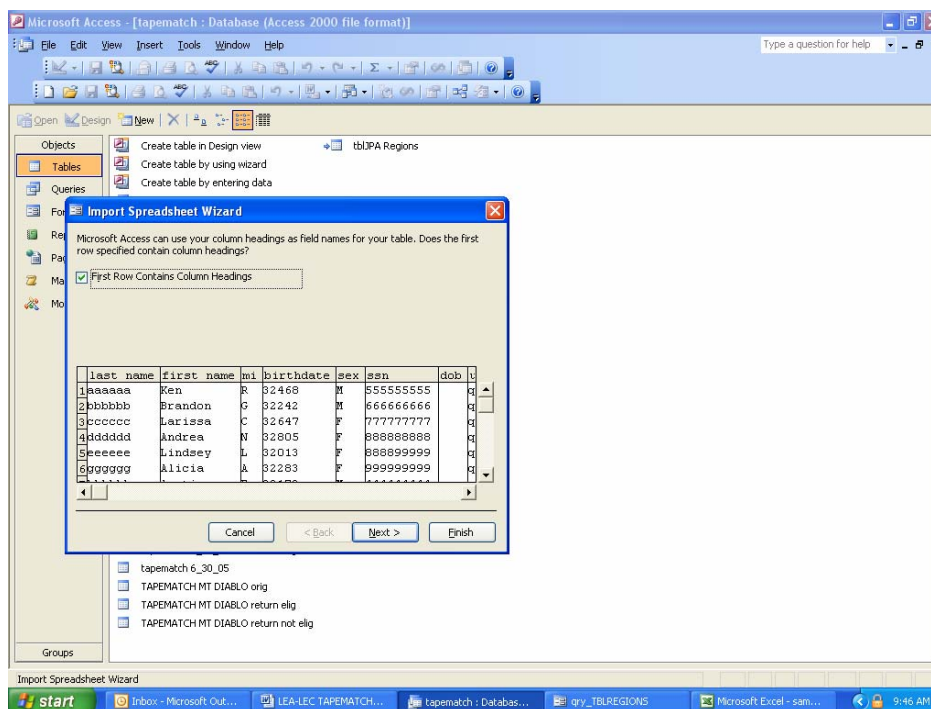 Microsoft Access - [tapematch : Database (Access 2000 file format)]
File Edit View Insert Tools Window Help Type a question for help
Open Design New
Objects
Tables
Queries
Create table in Design view
Create table by using wizard
Create table by entering data
tblJPA Regions
Import Spreadsheet Wizard
Microsoft Access can use your column headings as field names for your table. Does the first
row specified contain column headings?
First Row Contains Column Headings
last name first name mi birthdate sex ssn dob
1 aaaaaa Ken R 32468 M 555555555 q
2 bbbbbb Brandon G 32242 M 666666666 q
3 cccccc Larissa C 32647 F 777777777 q
4 dddddd Andrea N 32805 F 888888888 q
5 eeeeee Lindsey L 32013 F 888899999 q
6 gggggg Alicia A 32283 F 999999999 q
Cancel < Back Next > Finish
tapematch 6_30_05
TAPEMATCH MT DIABLO orig
TAPEMATCH MT DIABLO return elig
TAPEMATCH MT DIABLO return not elig
Groups
Import Spreadsheet Wizard
start Inbox - Microsoft Out... LEA-LEC TAPEMATCH... tapematch : Databas... qry_TBLREGIONS Microsoft Excel - sam... 9:46 AM